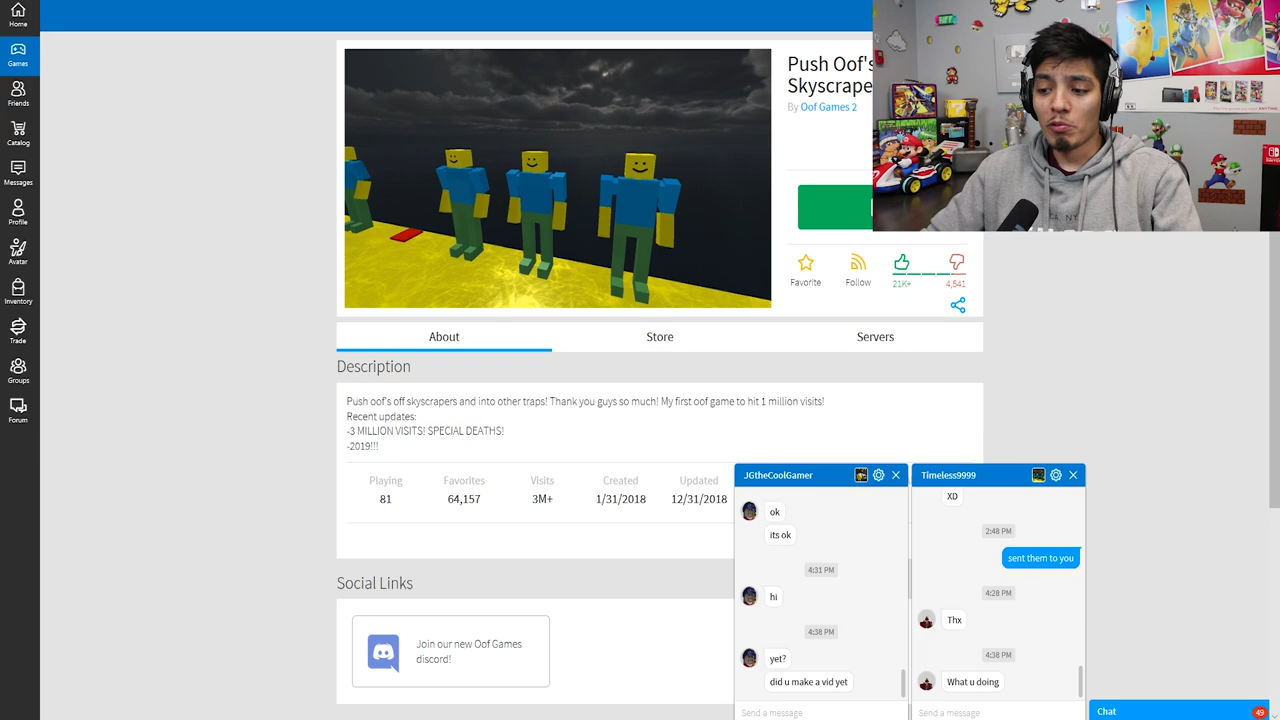 Home
Games
Friends
Catalog
Messages
Profile
Avatar
Inventory
Trade
Groups
Forum
Push Oof's
Skyscrape
By Oof Games 2
Favorite
Follow
21K+
4,541
About
Store
Servers
Description
Push oof's off skyscrapers and into other traps! Thank you guys so much! My first oof game to hit 1 million visits!
Recent updates:
-3 MILLION VISITS! SPECIAL DEATHS!
-2019!!!
Playing
81
Favorites
64,157
Visits
3M+
Created
1/31/2018
Updated
12/31/2018
Social Links
Join our new Oof Games
discord!
JGtheCoolGamer
ok
its ok
4:31 PM
hi
4:38 PM
yet?
did u make a vid yet
Send a message
Timeless9999
XD
2:48 PM
sent them to you
4:28 PM
Thx
4:38 PM
What u doing
Send a message
Chat
49